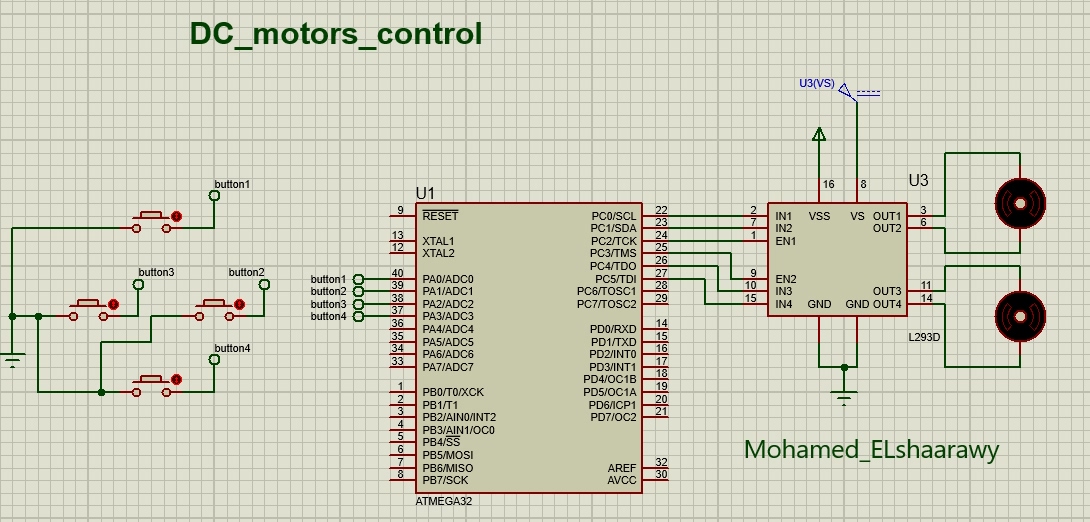 DC_motors_control
U3(VS)
button1
button3
button2
button4
U1
9 RESET
13 XTAL1
12 XTAL2
button1 40 PA0/ADC0
button2 39 PA1/ADC1
button3 38 PA2/ADC2
button4 37 PA3/ADC3
36 PA4/ADC4
35 PA5/ADC5
34 PA6/ADC6
33 PA7/ADC7
1 PB0/T0/XCK
2 PB1/T1
3 PB2/AIN0/INT2
4 PB3/AIN1/OC0
5 PB4/SS
6 PB5/MOSI
7 PB6/MISO
8 PB7/SCK
PC0/SCL 22
PC1/SDA 23
PC2/TCK 24
PC3/TMS 25
PC4/TDO 26
PC5/TDI 27
PC6/TOSC1 28
PC7/TOSC2 29
PD0/RXD 14
PD1/TXD 15
PD2/INT0 16
PD3/INT1 17
PD4/OC1B 18
PD5/OC1A 19
PD6/ICP1 20
PD7/OC2 21
AREF 32
AVCC 30
ATMEGA32
U3
16 8
VSS VS
2 IN1
7 IN2
1 EN1
9 EN2
10 IN3
15 IN4
OUT1 3
OUT2 6
OUT3 11
OUT4 14
GND GND
L293D
Mohamed_ELshaarawy